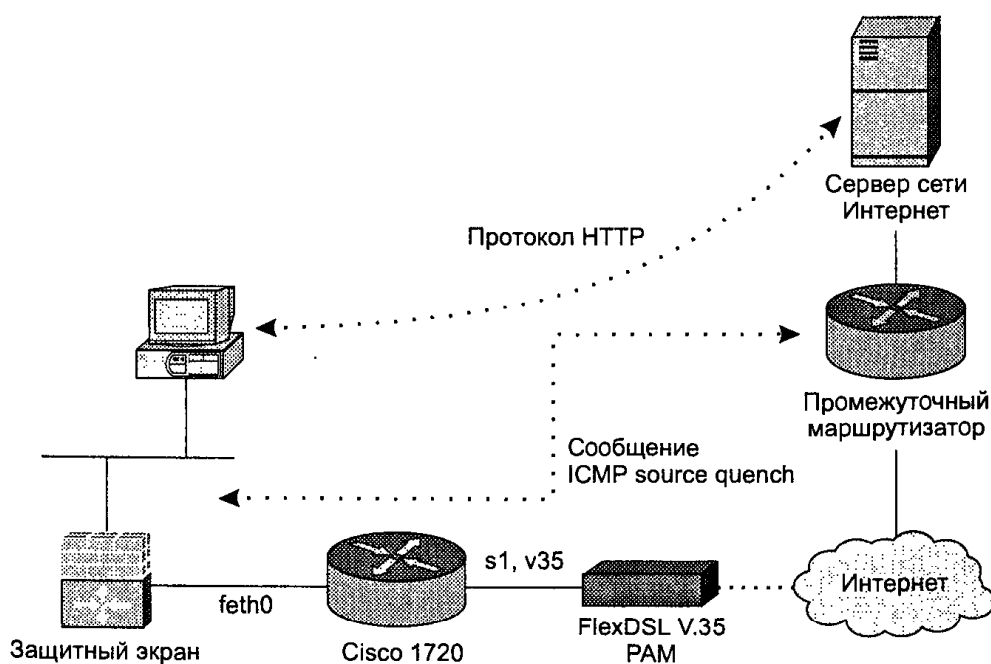 Сервер сети
Интернет
Протокол HTTP
Промежуточный
маршрутизатор
Сообщение
ICMP source quench
s1, v35
Интернет
feth0
FlexDSL V.35
PAM
Защитный экран
Cisco 1720